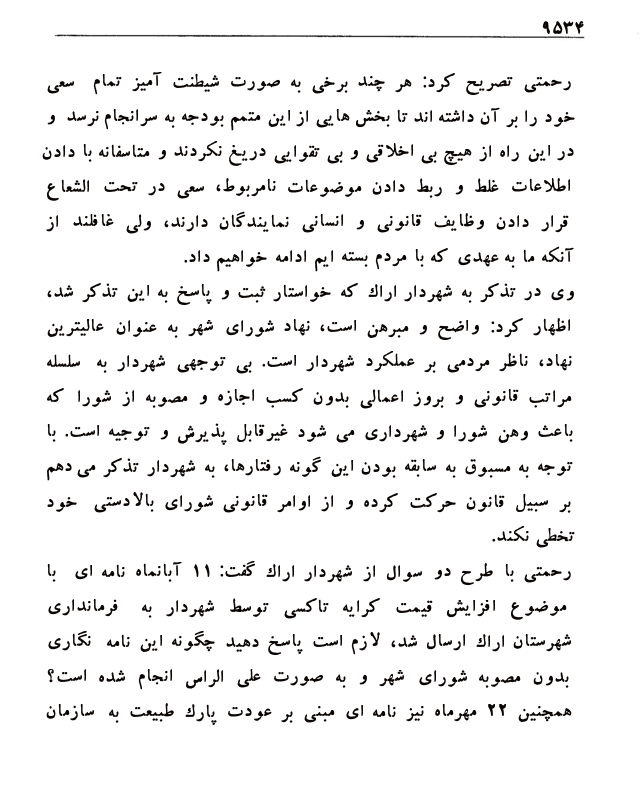 ۹۵۳۴
رحمتی تصریح کرد: هر چند برخی به صورت شیطنت آمیز تمام سعی
خود را بر آن داشته اند تا بخش هایی از این متمم بودجه به سرانجام نرسد و
در این راه از هیچ بی اخلاقی و بی تقوایی دریغ نکردند و متاسفانه با دادن
اطلاعات غلط و ربط دادن موضوعات نامربوط، سعی در تحت الشعاع
قرار دادن وظایف قانونی و انسانی نمایندگان دارند، ولی غافلند از
آنکه ما به عهدی که با مردم بسته ایم ادامه خواهیم داد.
وی در تذکر به شهردار اراك که خواستار ثبت و پاسخ به این تذکر شد،
اظهار کرد: واضح و مبرهن است، نهاد شورای شهر به عنوان عالیترین
نهاد، ناظر مردمی بر عملکرد شهردار است. بی توجهی شهردار به سلسله
مراتب قانونی و بروز اعمالی بدون کسب اجازه و مصوبه از شورا که
باعث وهن شورا و شهرداری می شود غیرقابل پذیرش و توجیه است. با
توجه به مسبوق به سابقه بودن این گونه رفتارها، به شهردار تذکر می دهم
بر سبیل قانون حرکت کرده و از اوامر قانونی شورای بالادستی خود
تخطی نکند.
رحمتی با طرح دو سوال از شهردار اراك گفت: ۱۱ آبانماه نامه ای با
موضوع افزایش قیمت کرایه تاکسی توسط شهردار به فرمانداری
شهرستان اراك ارسال شد، لازم است پاسخ دهید چگونه این نامه نگاری
بدون مصوبه شورای شهر و به صورت علی الراس انجام شده است؟
همچنین ۲۲ مهرماه نیز نامه ای مبنی بر عودت پارك طبیعت به سازمان